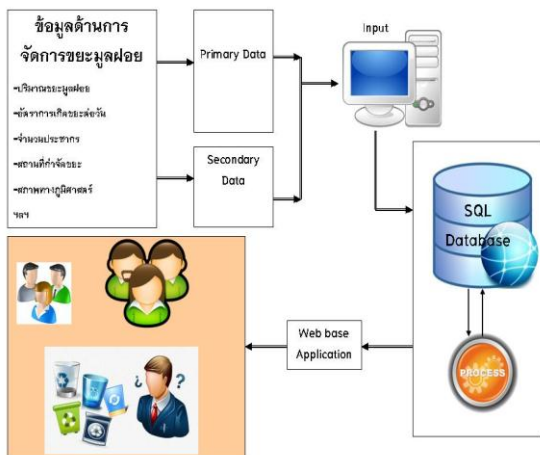 ข้อมูลด้านการ
จัดการขยะมูลฝอย
-ปริมาณขยะมูลฝอย
-อัตราการเกิดขยะต่อวัน
-จำนวนประชากร
-สถานที่กำจัดขยะ
-สภาพทางภูมิศาสตร์
ฯลฯ
Primary Data
Secondary
Data
Input
SQL
Database
PROCESS
Web base
Application
¿ ?